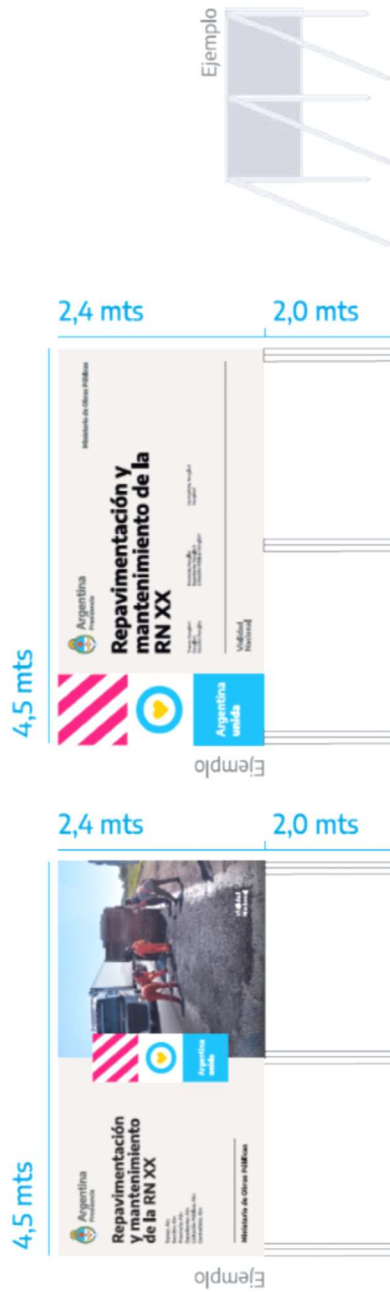 Ejemplo
4,5 mts
2,4 mts
2,0 mts
Argentina
Presidencia
Repavimentación
y mantenimiento
de la RN XX
Ministerio de Obras Públicas
Argentina
unida
Vialidad
Nacional
Ejemplo
4,5 mts
2,4 mts
2,0 mts
Argentina
Presidencia
Ministerio de Obras Públicas
Repavimentación y
mantenimiento de la
RN XX
Vialidad
Nacional
Argentina
unida
Ejemplo